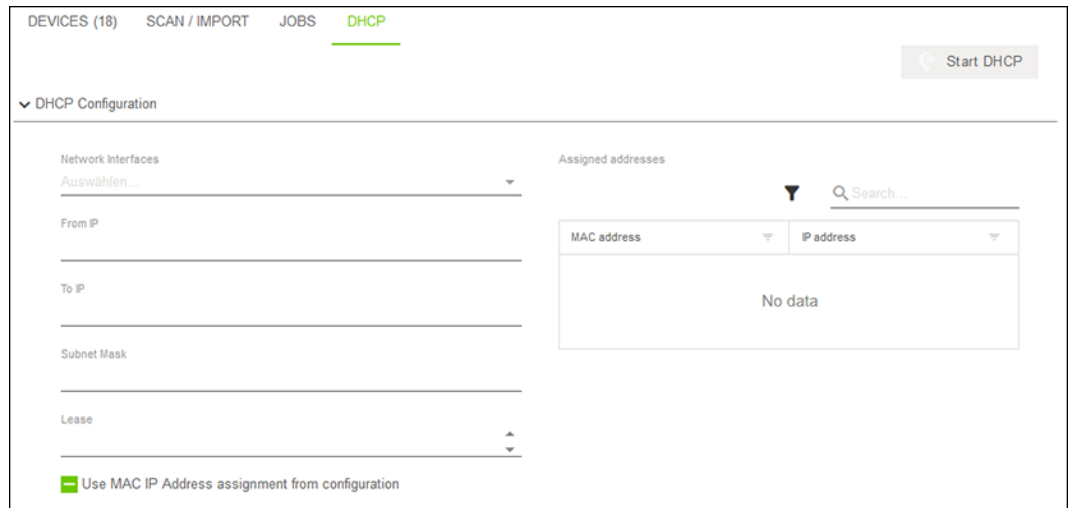 DEVICES (18) SCAN / IMPORT JOBS DHCP
Start DHCP
DHCP Configuration
Network Interfaces
Auswählen...
From IP
To IP
Subnet Mask
Lease
Use MAC IP Address assignment from configuration
Assigned addresses
Search...
MAC address IP address
No data